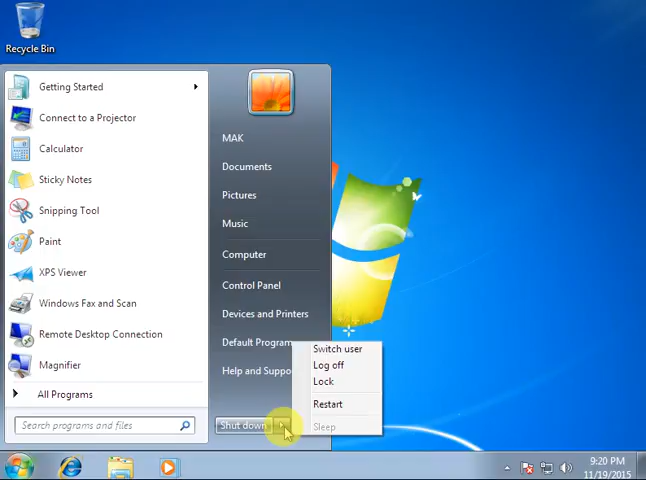 Recycle Bin
Getting Started
Connect to a Projector
Calculator
Sticky Notes
Snipping Tool
Paint
XPS Viewer
Windows Fax and Scan
Remote Desktop Connection
Magnifier
All Programs
Search programs and files
MAK
Documents
Pictures
Music
Computer
Control Panel
Devices and Printers
Default Program
Help and Suppo
Shut down
Switch user
Log off
Lock
Restart
Sleep
9:20 PM
11/19/2015